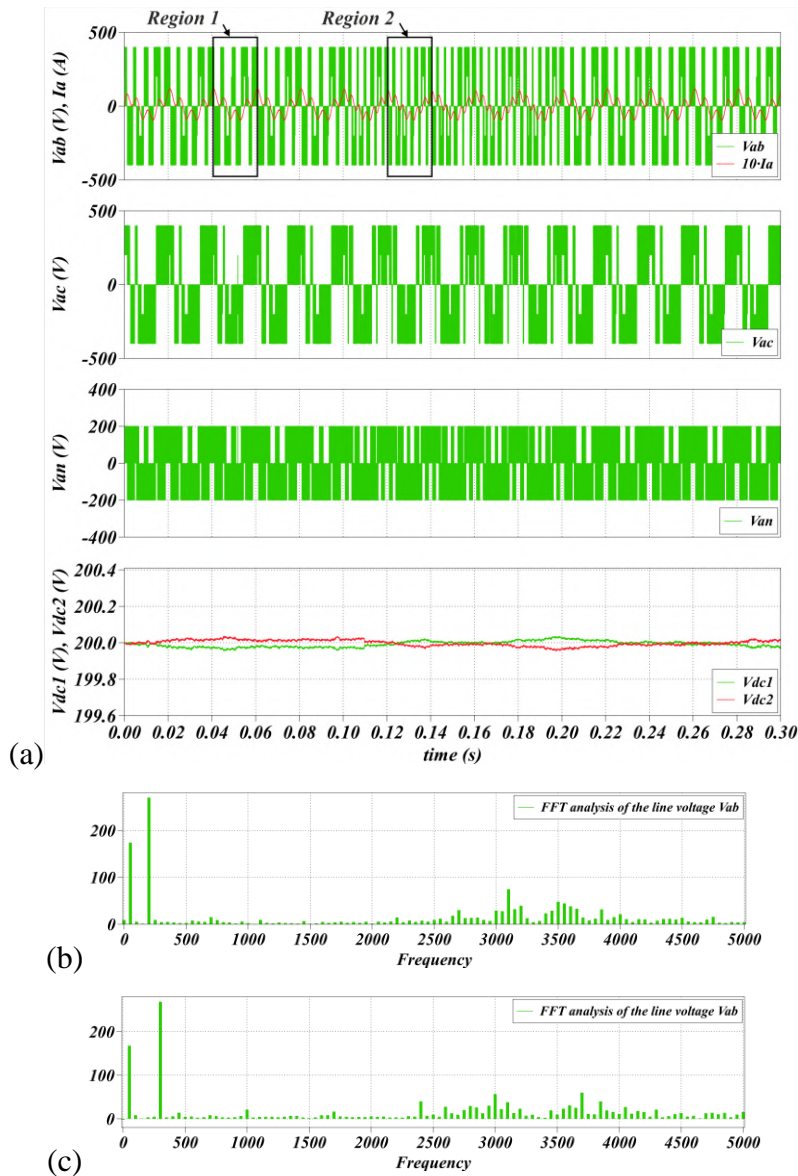 Region 1 Region 2
(a)
Vab (V), Ia (A)
500
0
-500
Vab
10·Ia
Vac (V)
500
0
-500
Vac
Van (V)
400
200
0
-200
-400
Van
Vdc1 (V), Vdc2 (V)
200.4
200.2
200.0
199.8
199.6
Vdc1
Vdc2
0.00 0.02 0.04 0.06 0.08 0.10 0.12 0.14 0.16 0.18 0.20 0.22 0.24 0.26 0.28 0.30
time (s)
FFT analysis of the line voltage Vab
200
100
0
0 500 1000 1500 2000 2500 3000 3500 4000 4500 5000
Frequency
(b)
FFT analysis of the line voltage Vab
200
100
0
0 500 1000 1500 2000 2500 3000 3500 4000 4500 5000
Frequency
(c)